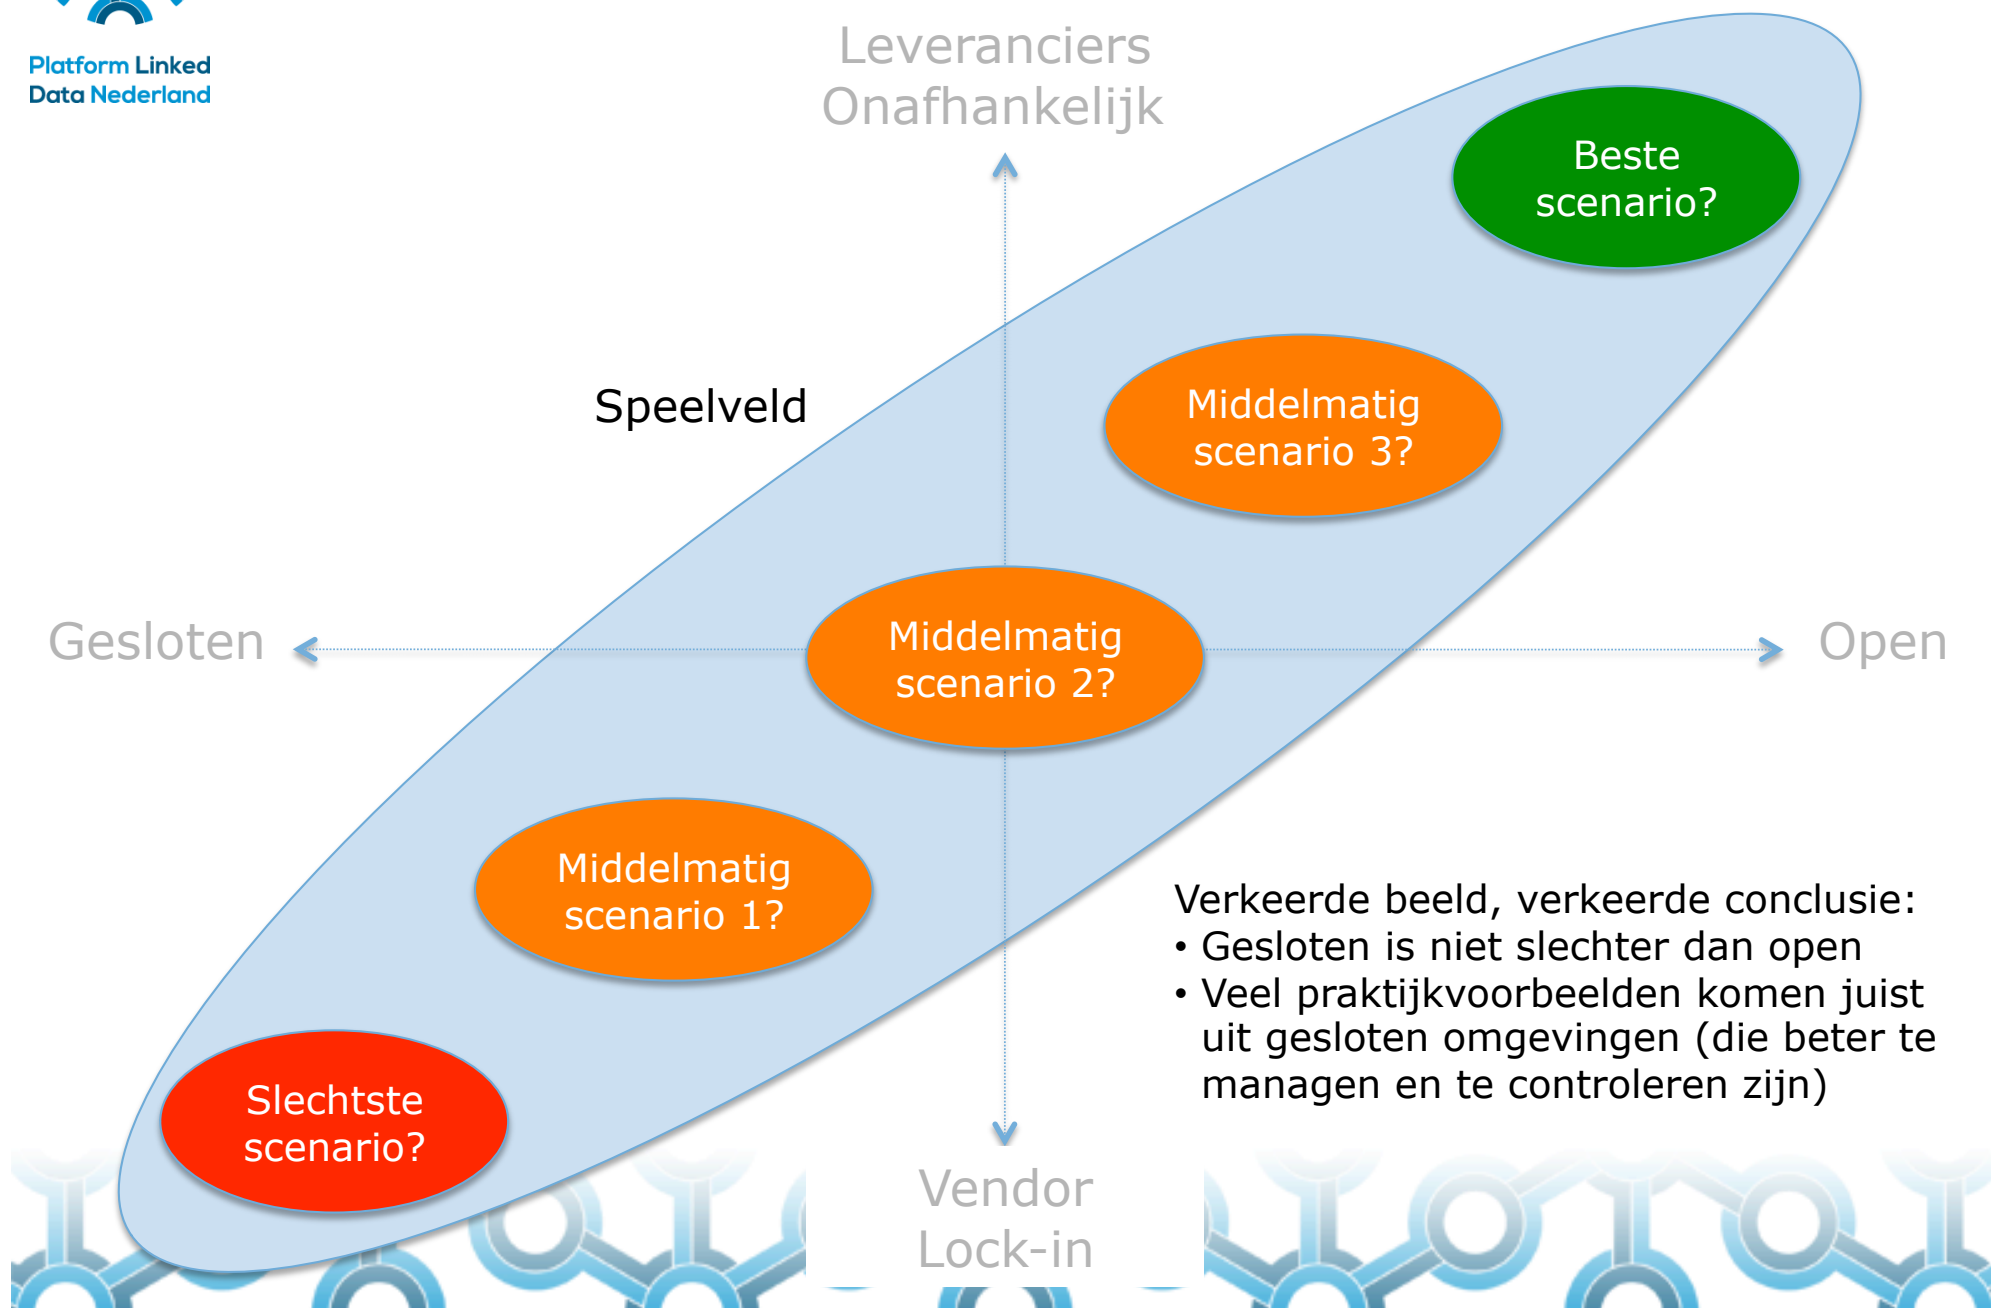 Platform Linked
Data Nederland
Leveranciers
Onafhankelijk
Beste
scenario?
Speelveld
Middelmatig
scenario 3?
Gesloten
Middelmatig
scenario 2?
Open
Middelmatig
scenario 1?
Verkeerde beeld, verkeerde conclusie:
• Gesloten is niet slechter dan open
• Veel praktijkvoorbeelden komen juist
uit gesloten omgevingen (die beter te
managen en te controleren zijn)
Slechtste
scenario?
Vendor
Lock-in